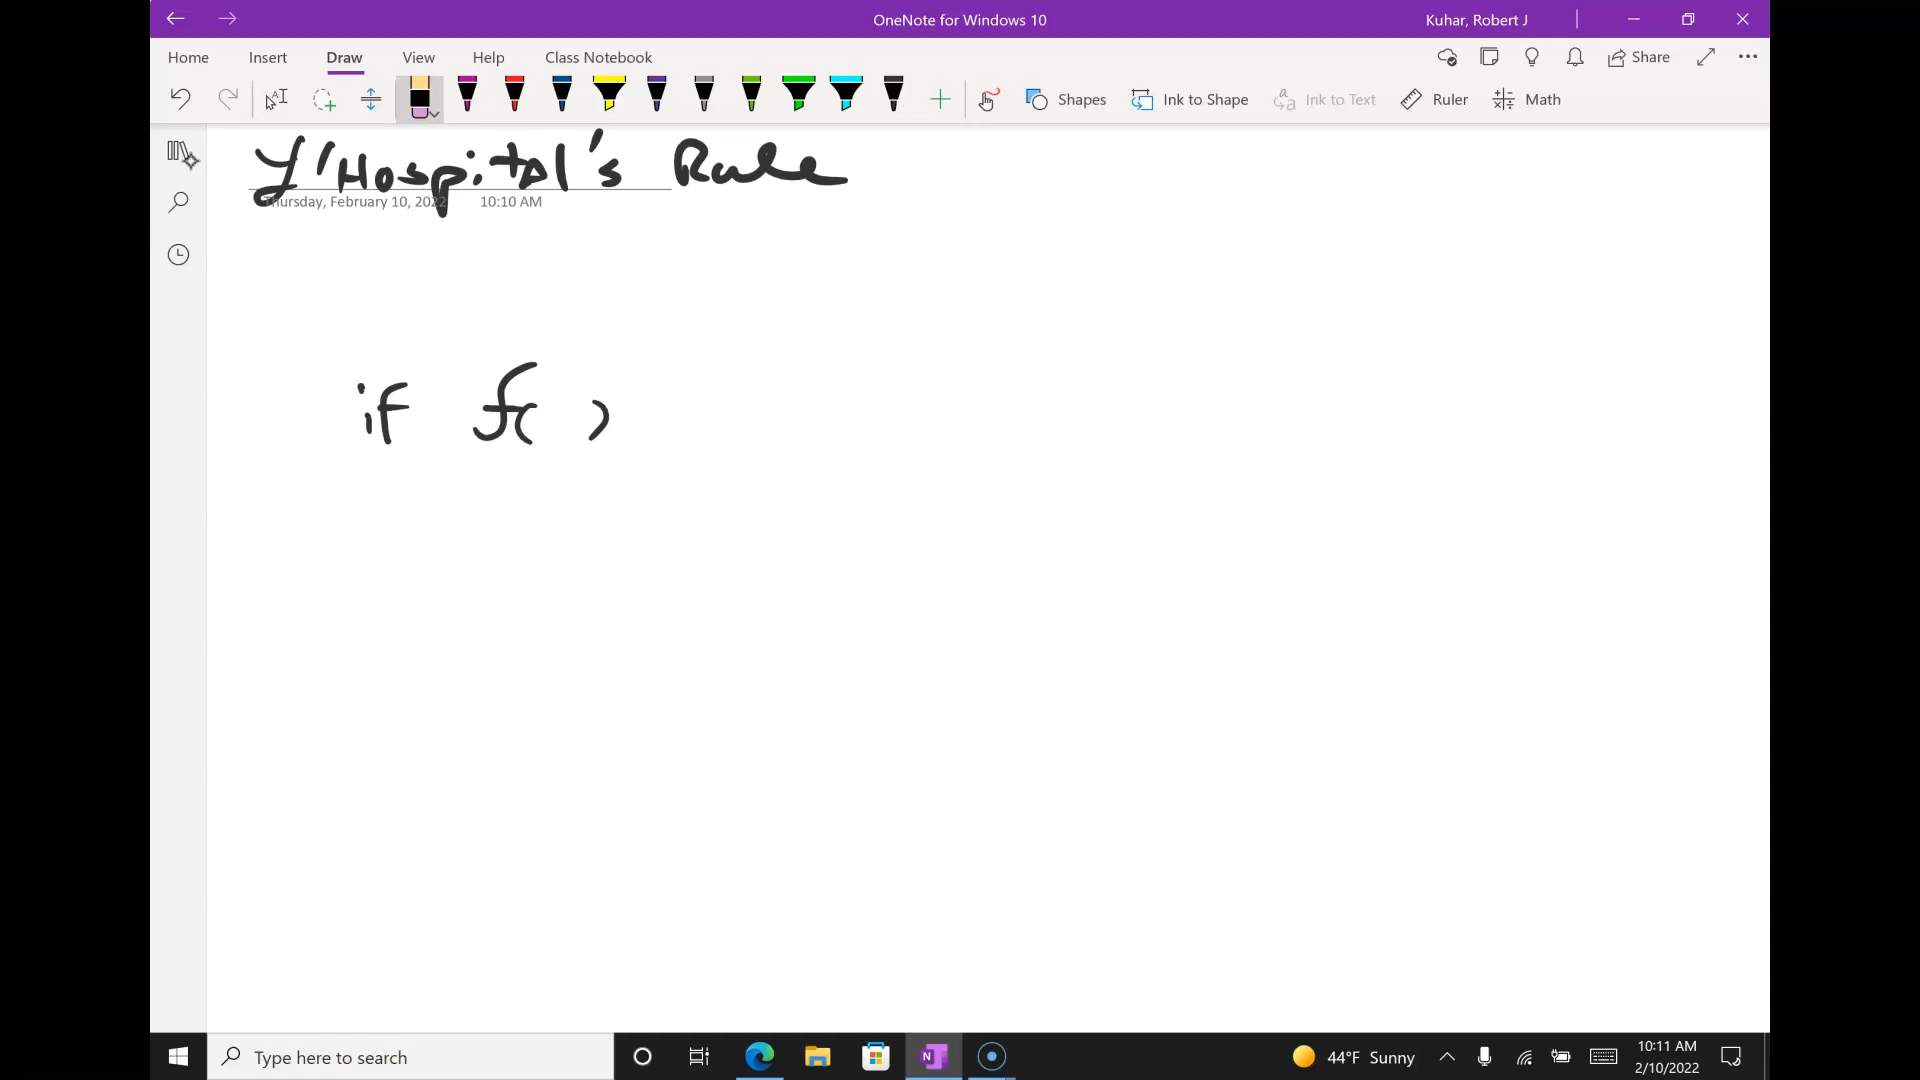 OneNote for Windows 10
Kuhar, Robert J
Home Insert Draw View Help Class Notebook
Share
Shapes Ink to Shape Ink to Text Ruler Math
L'Hospital's Rule
Thursday, February 10, 2022 10:10 AM
if f( )
Type here to search
44°F Sunny
10:11 AM
2/10/2022